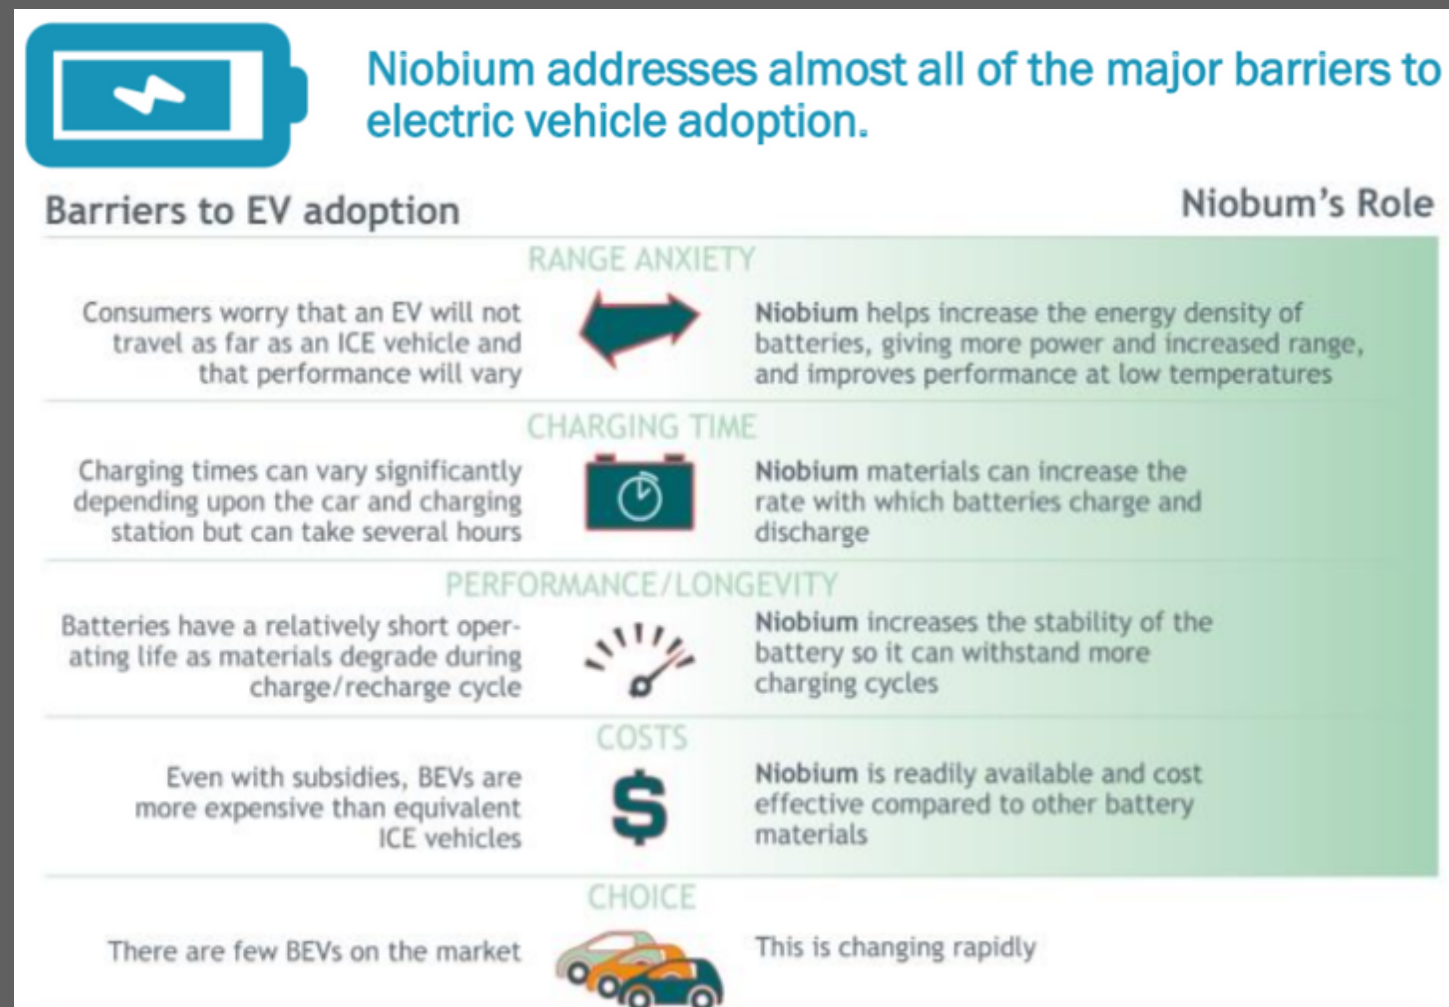 Niobium addresses almost all of the major barriers to
electric vehicle adoption.
Barriers to EV adoption
Niobum's Role
RANGE ANXIETY
Consumers worry that an EV will not
travel as far as an ICE vehicle and
that performance will vary
Niobium helps increase the energy density of
batteries, giving more power and increased range,
and improves performance at low temperatures
CHARGING TIME
Charging times can vary significantly
depending upon the car and charging
station but can take several hours
Niobium materials can increase the
rate with which batteries charge and
discharge
PERFORMANCE/LONGEVITY
Batteries have a relatively short oper-
ating life as materials degrade during
charge/recharge cycle
Niobium increases the stability of the
battery so it can withstand more
charging cycles
COSTS
Even with subsidies, BEVs are
more expensive than equivalent
ICE vehicles
$
Niobium is readily available and cost
effective compared to other battery
materials
CHOICE
There are few BEVs on the market
This is changing rapidly